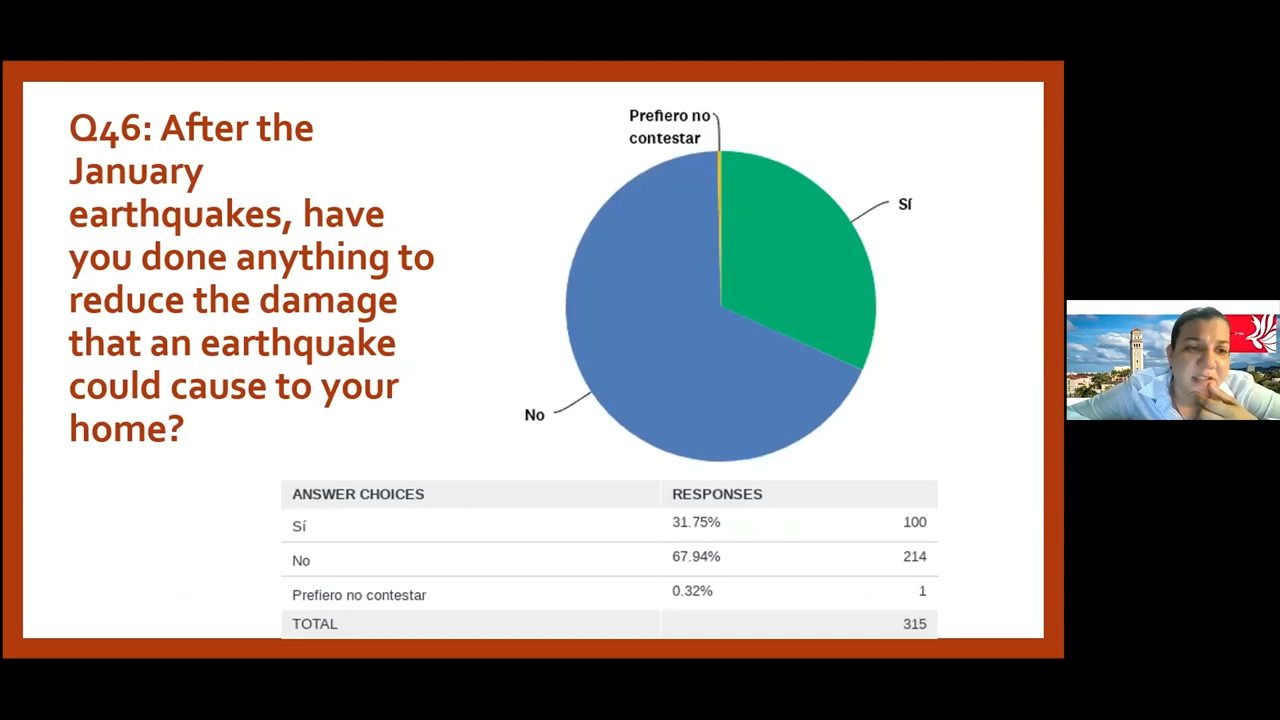 Q46: After the
January
earthquakes, have
you done anything to
reduce the damage
that an earthquake
could cause to your
home?
Prefiero no
contestar
Sí
No
ANSWER CHOICES RESPONSES
Sí 31.75% 100
No 67.94% 214
Prefiero no contestar 0.32% 1
TOTAL 315